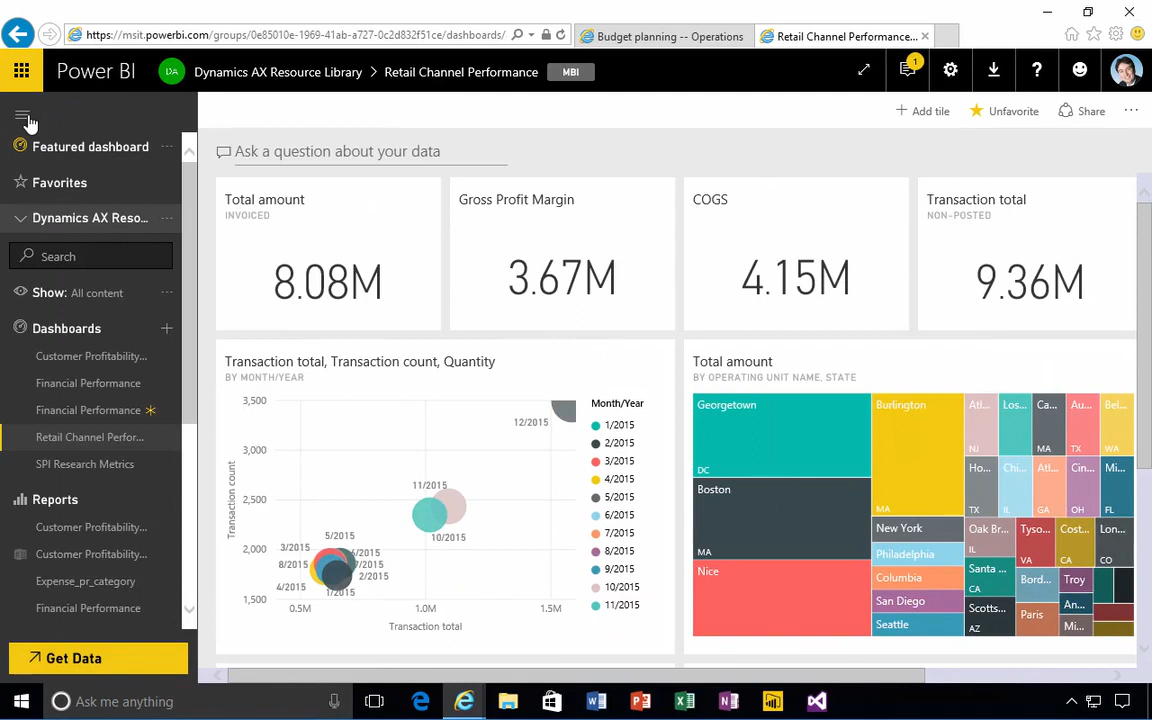 https://msit.powerbi.com/groups/0e85010e-1969-41ab-a727-0c2d832f51ce/dashboards/
Budget planning -- Operations
Retail Channel Performance...
Power BI
DA
Dynamics AX Resource Library > Retail Channel Performance
MBI
1
Add tile
Unfavorite
Share
Featured dashboard
Favorites
Dynamics AX Reso...
Search
Show: All content
Dashboards
Customer Profitability...
Financial Performance
Financial Performance
Retail Channel Perfor...
SPI Research Metrics
Reports
Customer Profitability...
Customer Profitability...
Expense_pr_category
Financial Performance
Get Data
Ask a question about your data
Total amount
INVOICED
8.08M
Gross Profit Margin
3.67M
COGS
4.15M
Transaction total
NON-POSTED
9.36M
Transaction total, Transaction count, Quantity
BY MONTH/YEAR
Transaction count
3,500
3,000
2,500
2,000
1,500
12/2015
11/2015
10/2015
5/2015
3/2015
6/2015
8/2015
7/2015
2/2015
4/2015
1/2015
0.5M
1.0M
1.5M
Transaction total
Month/Year
1/2015
2/2015
3/2015
4/2015
5/2015
6/2015
7/2015
8/2015
9/2015
10/2015
11/2015
Total amount
BY OPERATING UNIT NAME, STATE
Georgetown
DC
Boston
MA
Nice
Burlington
MA
New York
Philadelphia
Columbia
San Diego
Seattle
Atl...
NJ
Los...
Ca...
MA
Au...
TX
Bel...
WA
Ho...
TX
Chi...
IL
Atl...
GA
Cin...
OH
Mi...
FL
Oak Br...
IL
Tyso...
VA
Cost...
CA
Lon...
CO
Santa ...
CA
Bord...
Troy
Scotts...
AZ
Paris
An...
Mi...
Ask me anything